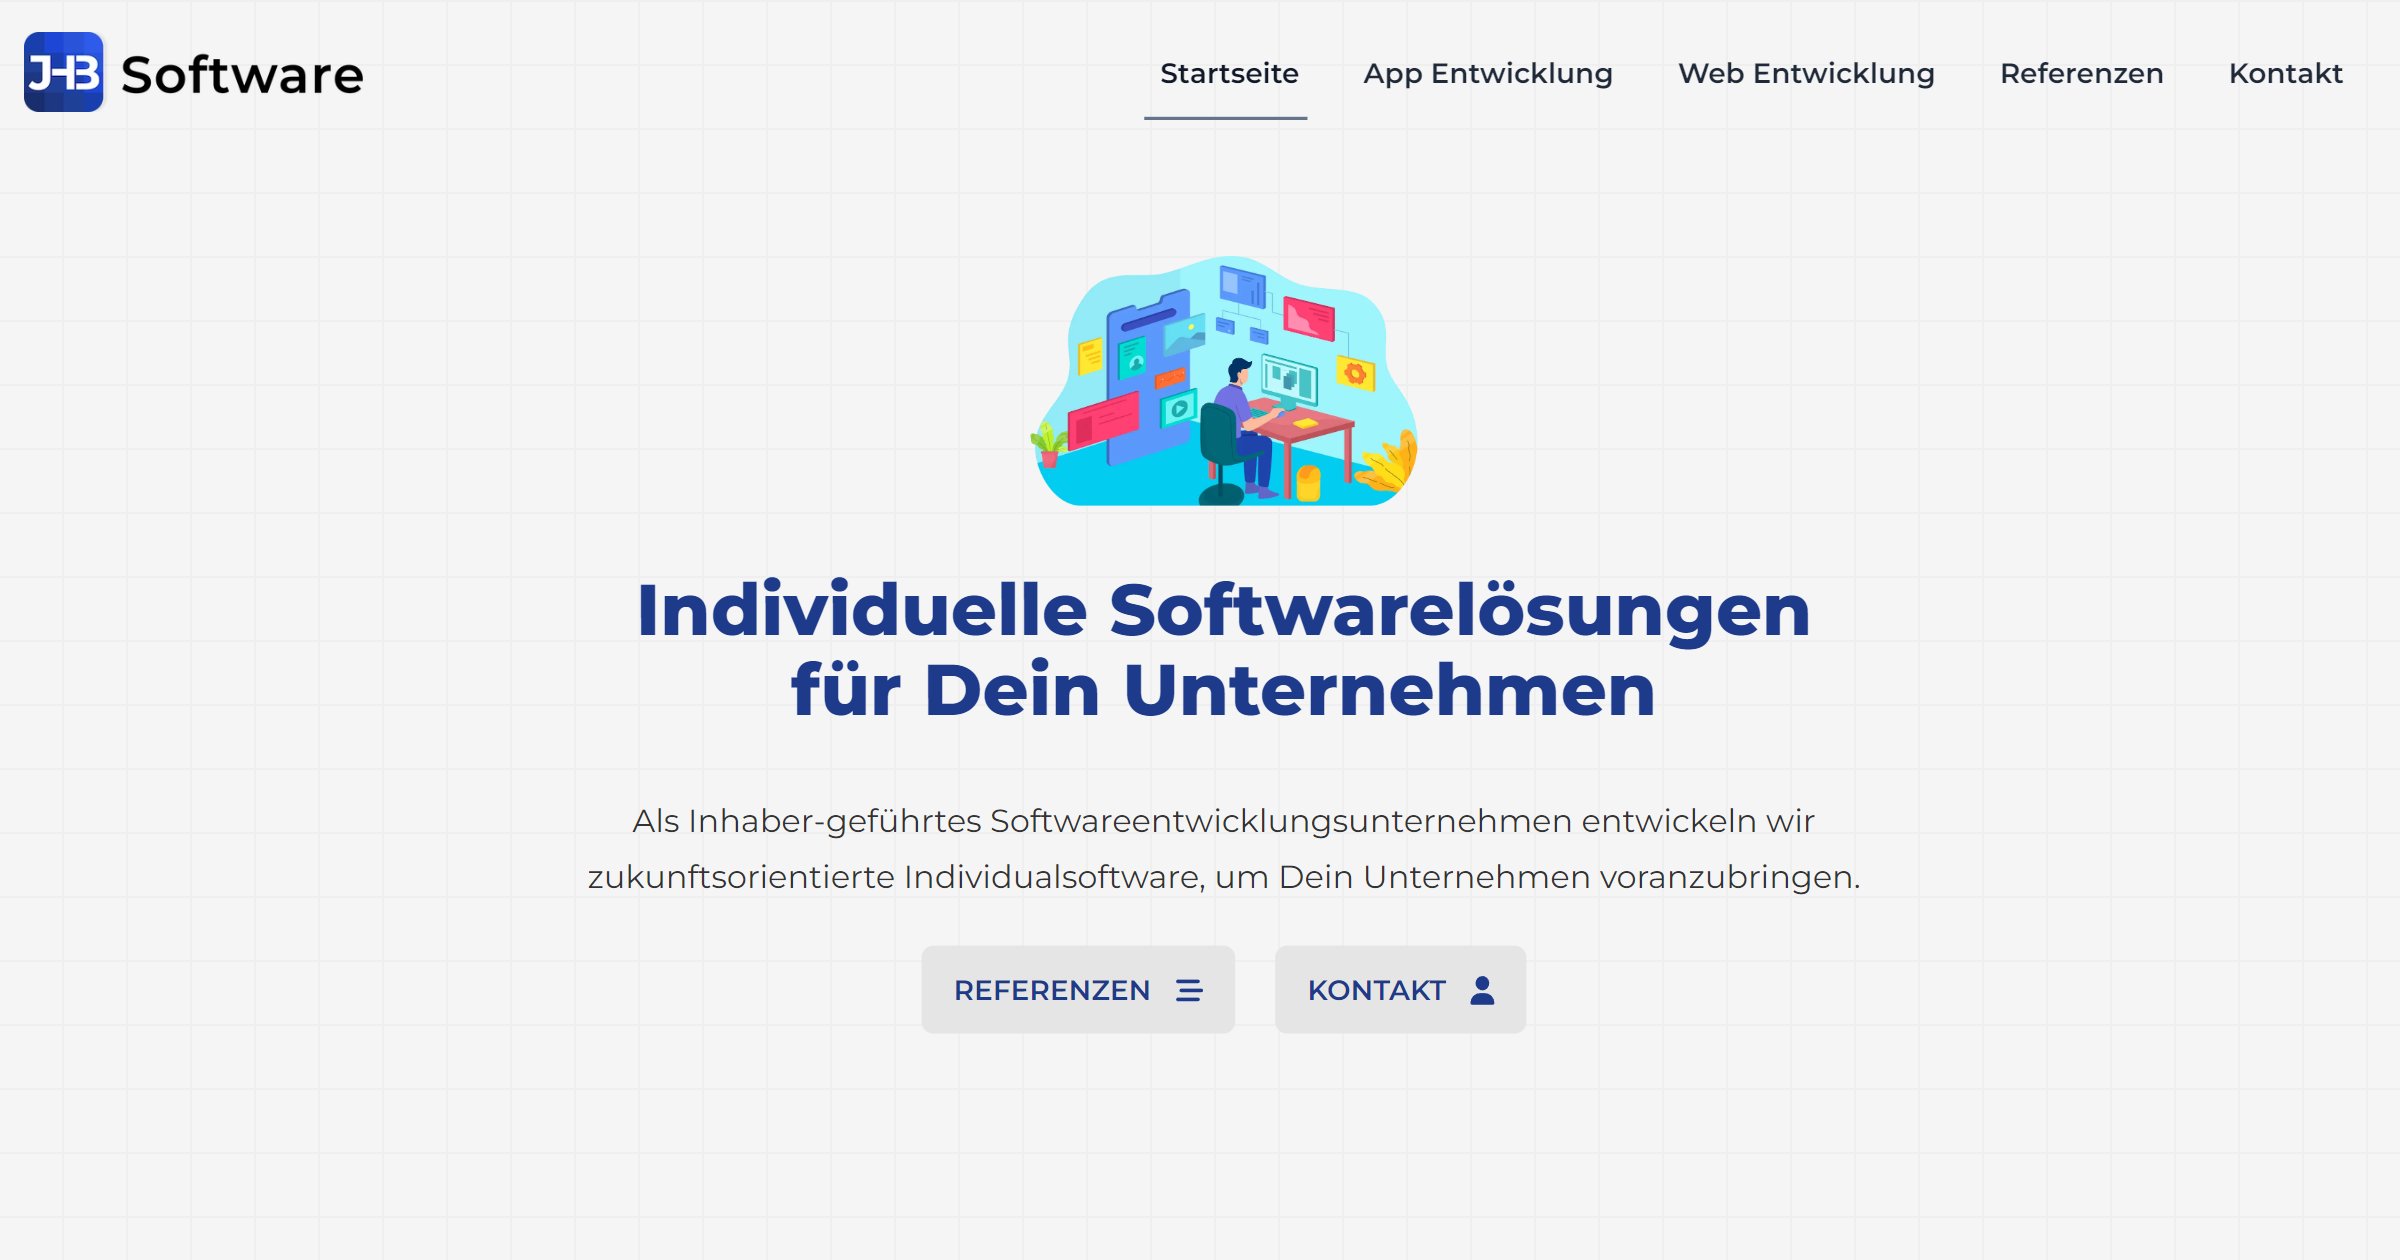 JHB Software
Startseite
App Entwicklung
Web Entwicklung
Referenzen
Kontakt
Individuelle Softwarelösungen
für Dein Unternehmen
Als Inhaber-geführtes Softwareentwicklungsunternehmen entwickeln wir
zukunftsorientierte Individualsoftware, um Dein Unternehmen voranzubringen.
REFERENZEN
KONTAKT